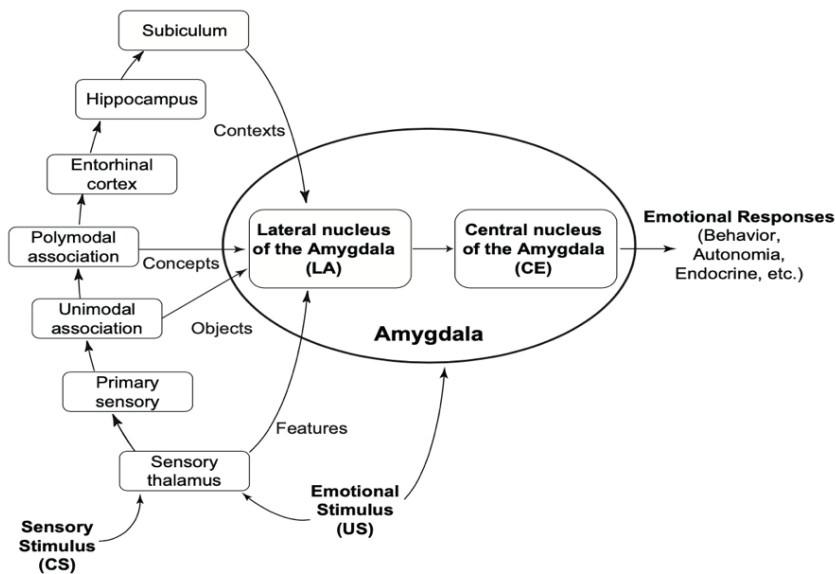 Subiculum
Hippocampus
Contexts
Entorhinal
cortex
Polymodal
association
Concepts
Lateral nucleus
of the Amygdala
(LA)
Central nucleus
of the Amygdala
(CE)
Emotional Responses
(Behavior,
Autonomia,
Endocrine, etc.)
Unimodal
association
Objects
Amygdala
Primary
sensory
Features
Sensory
thalamus
Emotional
Stimulus
(US)
Sensory
Stimulus
(CS)